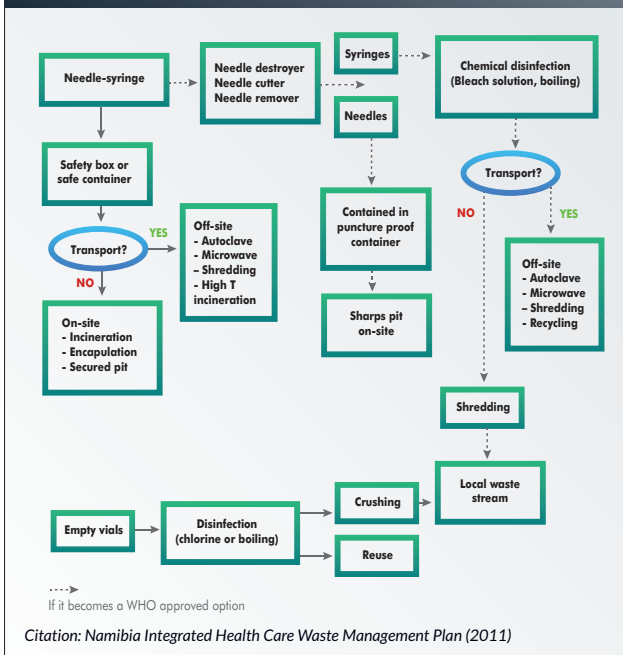 Needle-syringe
Needle destroyer
Needle cutter
Needle remover
Syringes
Needles
Chemical disinfection
(Bleach solution, boiling)
Safety box or
safe container
Transport?
YES
NO
Off-site
- Autoclave
- Microwave
– Shredding
- High T
incineration
On-site
- Incineration
- Encapulation
- Secured pit
Contained in
puncture proof
container
Sharps pit
on-site
Transport?
NO
YES
Off-site
- Autoclave
- Microwave
– Shredding
- Recycling
Shredding
Local waste
stream
Empty vials
Disinfection
(chlorine or boiling)
Crushing
Reuse
If it becomes a WHO approved option
Citation: Namibia Integrated Health Care Waste Management Plan (2011)